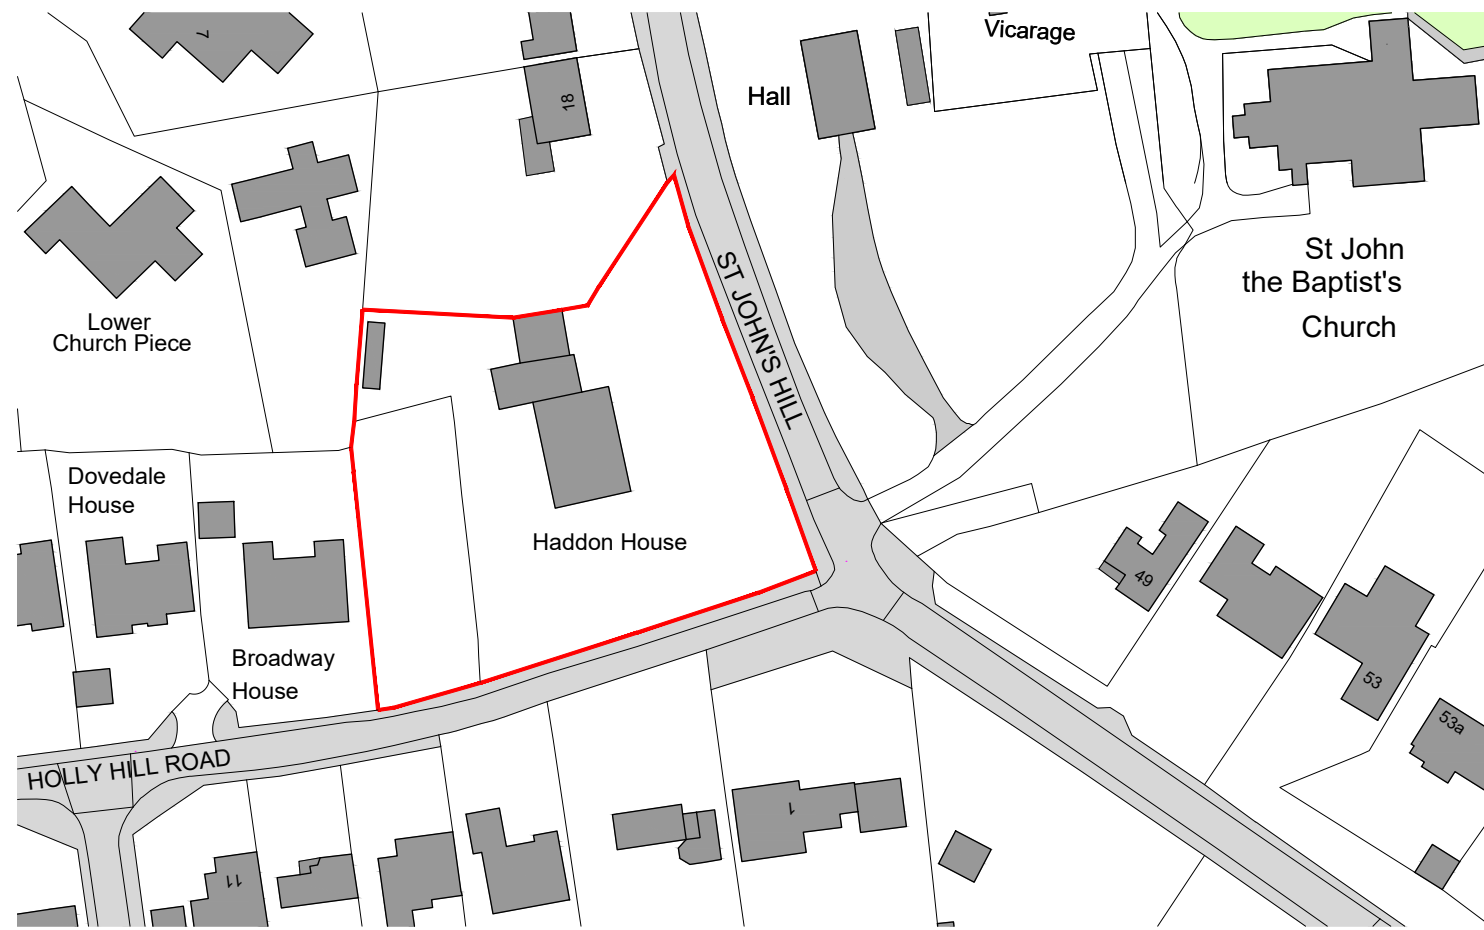 7
Vicarage
Hall
18
St John
the Baptist's
Church
ST JOHN'S HILL
Lower
Church Piece
Dovedale
House
Haddon House
49
Broadway
House
53
53a
HOLLY HILL ROAD
1
11